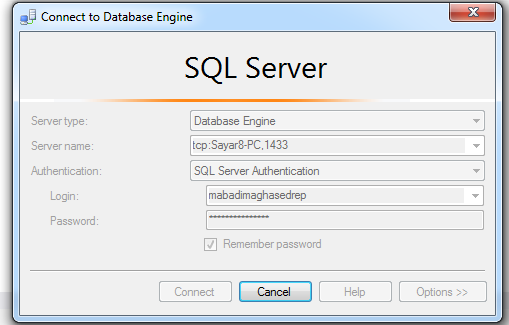 Connect to Database Engine
SQL Server
Server type: Database Engine
Server name: tcp:Sayar8-PC,1433
Authentication: SQL Server Authentication
Login: mabadimaghasedrep
Password: ***************
Remember password
Connect Cancel Help Options >>